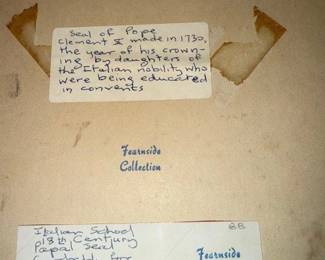 Seal of Pope
Clement X made in 1730,
the year of his crown-
ing by daughters of
the Italian nobility who
were being educated
in convents
Fearnside
Collection
Italian School
18th Century
Papal Seal
BB
Fearnside